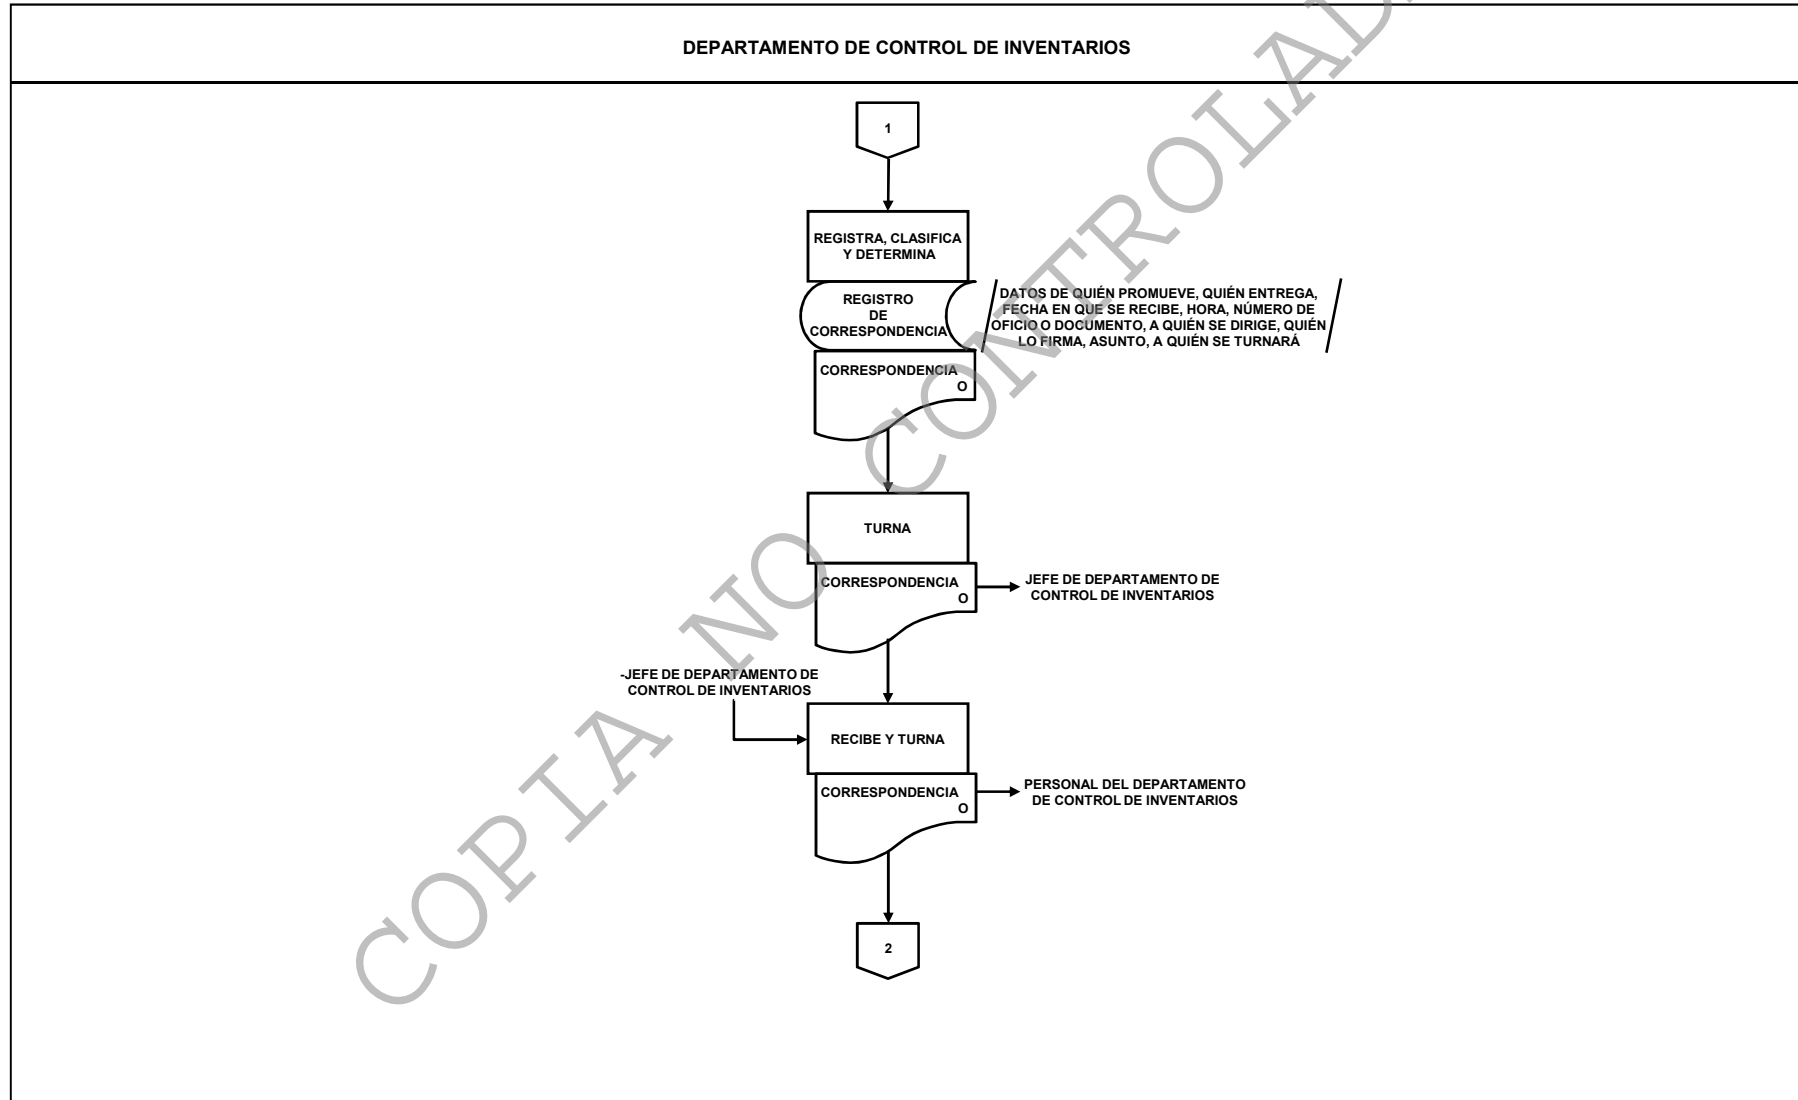 DEPARTAMENTO DE CONTROL DE INVENTARIOS
1
REGISTRA, CLASIFICA
Y DETERMINA
REGISTRO
DE
CORRESPONDENCIA
DATOS DE QUIÉN PROMUEVE, QUIÉN ENTREGA,
FECHA EN QUE SE RECIBE, HORA, NÚMERO DE
OFICIO O DOCUMENTO, A QUIÉN SE DIRIGE, QUIÉN
LO FIRMA, ASUNTO, A QUIÉN SE TURNARÁ
CORRESPONDENCIA
O
TURNA
CORRESPONDENCIA
O
JEFE DE DEPARTAMENTO DE
CONTROL DE INVENTARIOS
-JEFE DE DEPARTAMENTO DE
CONTROL DE INVENTARIOS
RECIBE Y TURNA
CORRESPONDENCIA
O
PERSONAL DEL DEPARTAMENTO
DE CONTROL DE INVENTARIOS
2
COPIA NO CONTROLAD